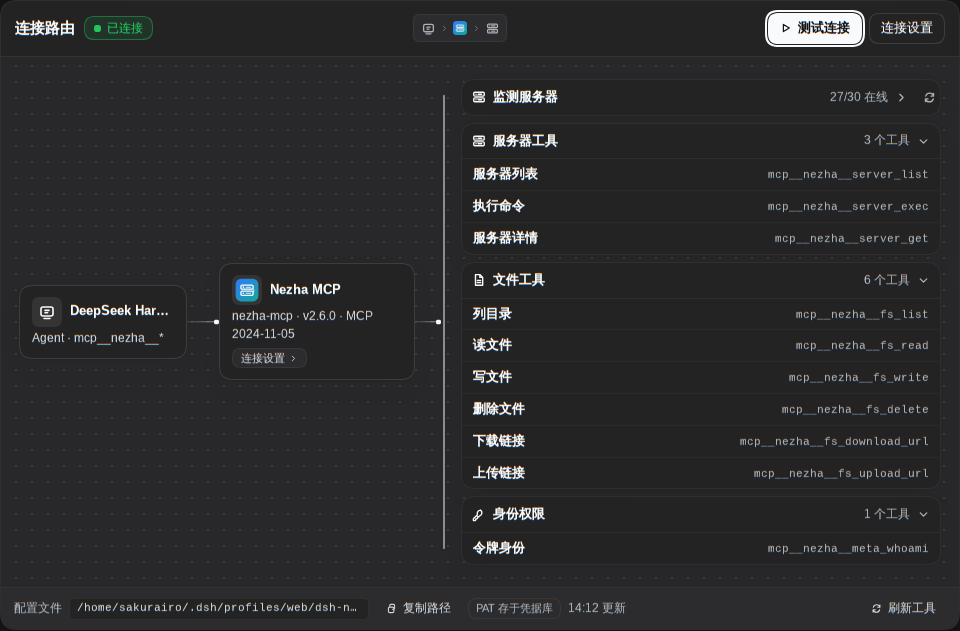 连接路由
已连接
测试连接
连接设置
监测服务器
27/30 在线
服务器工具
3 个工具
服务器列表
mcp__nezha__server_list
执行命令
mcp__nezha__server_exec
服务器详情
mcp__nezha__server_get
文件工具
6 个工具
列目录
mcp__nezha__fs_list
读文件
mcp__nezha__fs_read
写文件
mcp__nezha__fs_write
删除文件
mcp__nezha__fs_delete
下载链接
mcp__nezha__fs_download_url
上传链接
mcp__nezha__fs_upload_url
身份权限
1 个工具
令牌身份
mcp__nezha__meta_whoami
DeepSeek Har…
Agent · mcp__nezha__*
Nezha MCP
nezha-mcp · v2.6.0 · MCP
2024-11-05
连接设置
配置文件
/home/sakurairo/.dsh/profiles/web/dsh-n…
复制路径
PAT 存于凭据库
14:12 更新
刷新工具